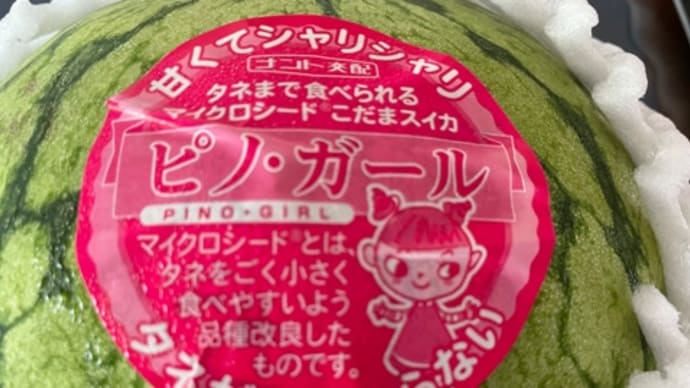 甘くてシャリシャリ
ナント交配
タネまで食べられる
マイクロシード®こだまスイカ
ピノ・ガール
PINO・GIRL
マイクロシード®とは、
タネをごく小さく
食べやすいよう
品種改良した
ものです。
タネ
ない